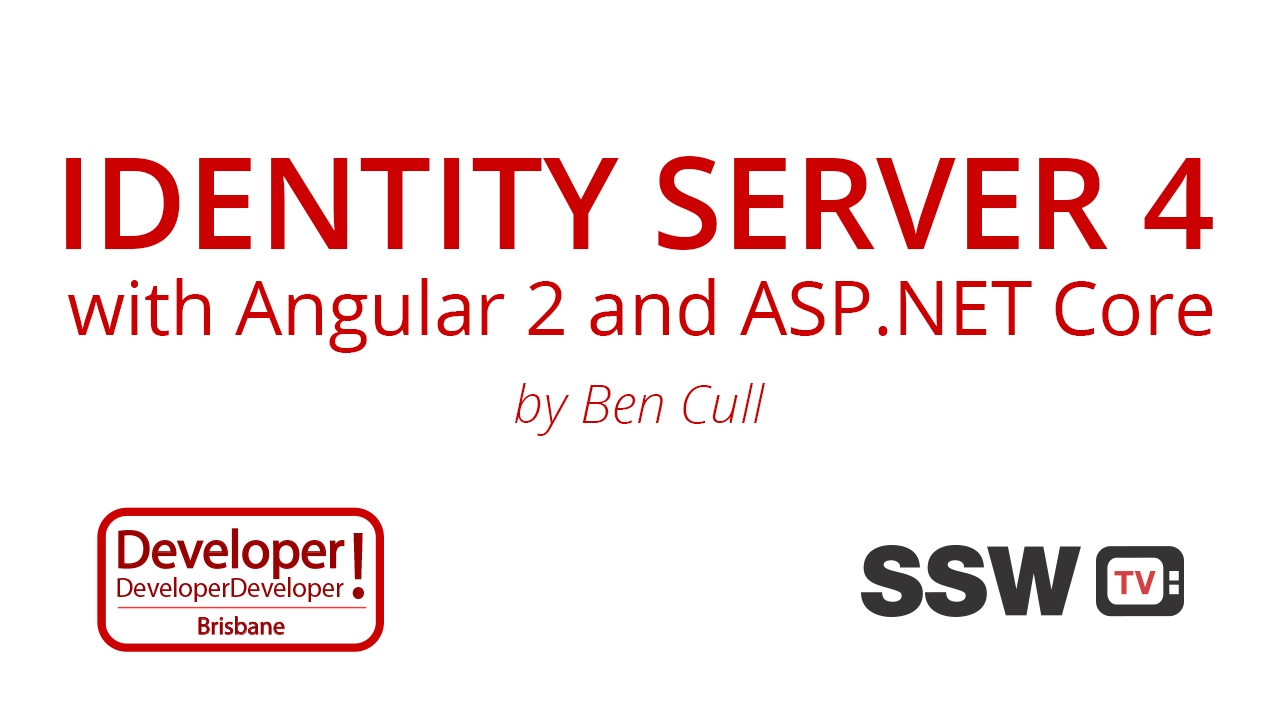 IDENTITY SERVER 4
with Angular 2 and ASP.NET Core
by Ben Cull
Developer!
DeveloperDeveloper
Brisbane
SSW TV